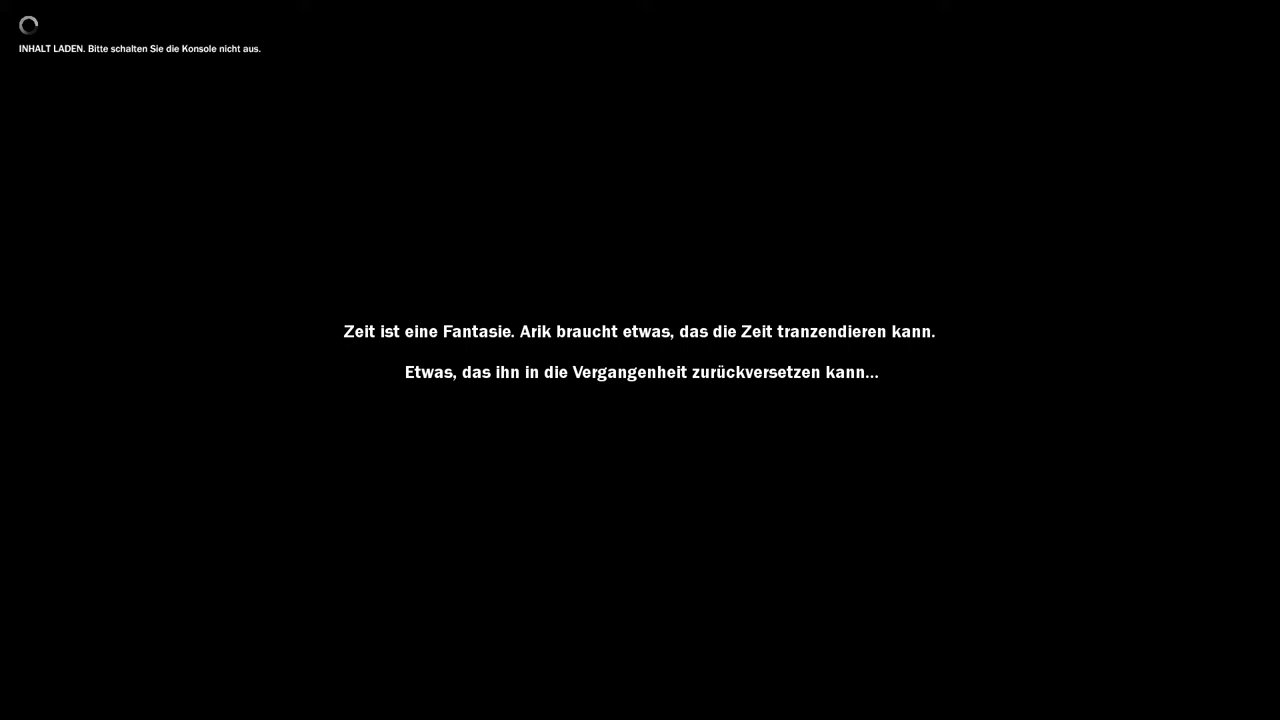 INHALT LADEN. Bitte schalten Sie die Konsole nicht aus.
Zeit ist eine Fantasie. Arik braucht etwas, das die Zeit tranzendieren kann.
Etwas, das ihn in die Vergangenheit zurückversetzen kann...